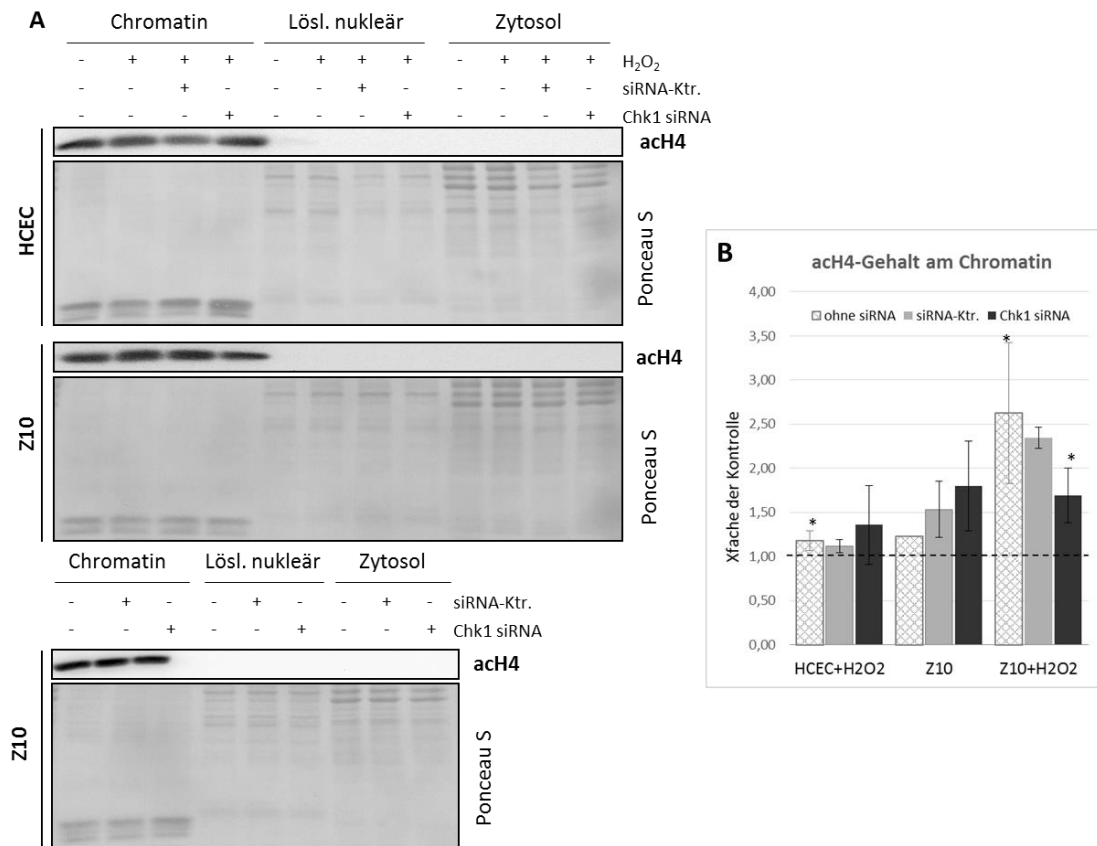 A
Chromatin Lösl. nukleär Zytosol
- + + + - + + + - + + + H₂O₂
- - + - - - + - - - + - siRNA-Ktr.
- - - + - - - + - - - + Chk1 siRNA
acH4
HCEC
Ponceau S
acH4
Z10
Ponceau S
Chromatin Lösl. nukleär Zytosol
- + - - + - - + - siRNA-Ktr.
- - + - - + - - + Chk1 siRNA
acH4
Z10
Ponceau S
B
acH4-Gehalt am Chromatin
4,00
ohne siRNA siRNA-Ktr. Chk1 siRNA
3,50
*
3,00
2,50
*
2,00
1,50
*
1,00
0,50
0,00
Xfache der Kontrolle
HCEC+H2O2 Z10 Z10+H2O2